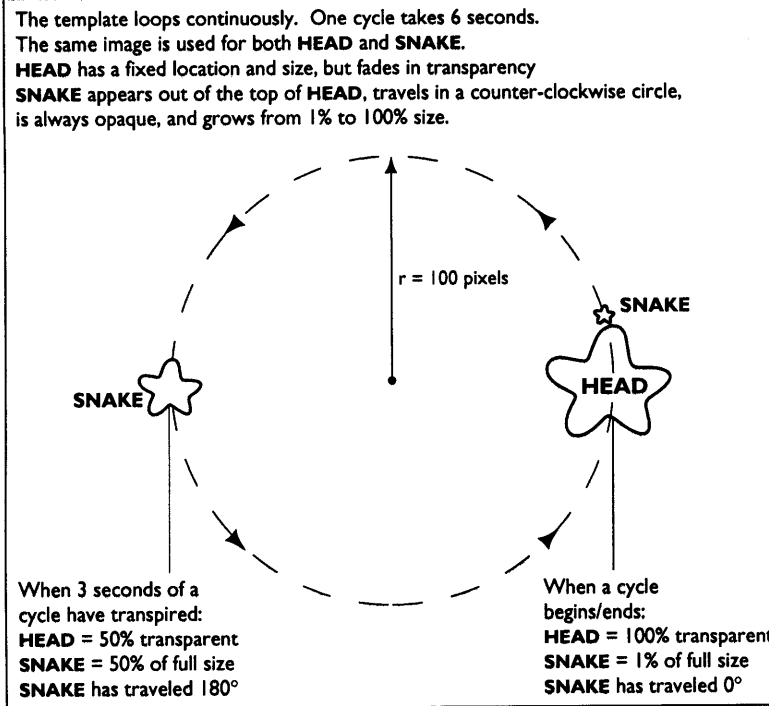 The template loops continuously. One cycle takes 6 seconds.
The same image is used for both HEAD and SNAKE.
HEAD has a fixed location and size, but fades in transparency
SNAKE appears out of the top of HEAD, travels in a counter-clockwise circle,
is always opaque, and grows from 1% to 100% size.
r = 100 pixels
SNAKE
HEAD
SNAKE
When 3 seconds of a
cycle have transpired:
HEAD = 50% transparent
SNAKE = 50% of full size
SNAKE has traveled 180°
When a cycle
begins/ends:
HEAD = 100% transparent
SNAKE = 1% of full size
SNAKE has traveled 0°